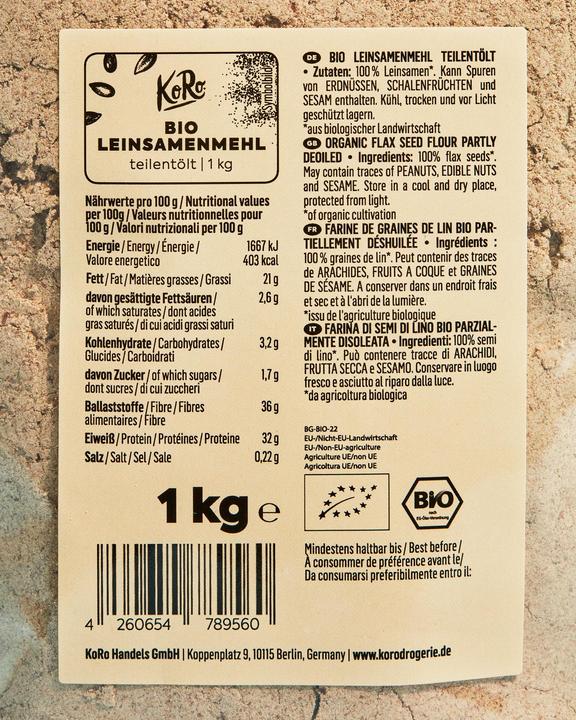 KoRo
Symbolbild
BIO
LEINSAMENMEHL
teilentölt | 1 kg
Nährwerte pro 100 g / Nutritional values
per 100g / Valeurs nutritionnelles pour
100 g / Valori nutrizionali per 100 g
Energie / Energy / Énergie / 1667 kJ
Valore energetico 403 kcal
Fett / Fat / Matières grasses / Grassi 21 g
davon gesättigte Fettsäuren / 2,6 g
of which saturates / dont acides
gras saturés / di cui acidi grassi saturi
Kohlenhydrate / Carbohydrates / 3,2 g
Glucides / Carboidrati
davon Zucker / of which sugars / 1,7 g
dont sucres / di cui zuccheri
Ballaststoffe / Fibre / Fibres 36 g
alimentaires / Fibre
Eiweiß / Protein / Protéines / Proteine 32 g
Salz / Salt / Sel / Sale 0,22 g
1 kg e
4 260654 789560
DE BIO LEINSAMENMEHL TEILENTÖLT
• Zutaten: 100 % Leinsamen*. Kann Spuren
von ERDNÜSSEN, SCHALENFRÜCHTEN und
SESAM enthalten. Kühl, trocken und vor Licht
geschützt lagern.
*aus biologischer Landwirtschaft
GB ORGANIC FLAX SEED FLOUR PARTLY
DEOILED • Ingredients: 100% flax seeds*.
May contain traces of PEANUTS, EDIBLE NUTS
and SESAME. Store in a cool and dry place,
protected from light.
*of organic cultivation
FR FARINE DE GRAINES DE LIN BIO PAR-
TIELLEMENT DÉSHUILÉE • Ingrédients :
100 % graines de lin*. Peut contenir des traces
de ARACHIDES, FRUITS A COQUE et GRAINES
DE SÉSAME. A conserver dans un endroit frais
et sec et à l'abri de la lumière.
*issu de l'agriculture biologique
IT FARINA DI SEMI DI LINO BIO PARZIAL-
MENTE DISOLEATA • Ingredienti: 100% semi
di lino*. Può contenere tracce di ARACHIDI,
FRUTTA SECCA e SESAMO. Conservare in luogo
fresco e asciutto al riparo dalla luce.
*da agricoltura biologica
BG-BIO-22
EU-/Nicht-EU-Landwirtschaft
EU-/Non-EU-agriculture
Agriculture UE/non UE
Agricoltura UE/non UE
Bio
nach
EG-Öko-Verordnung
Mindestens haltbar bis / Best before /
À consommer de préférence avant le/
Da consumarsi preferibilmente entro il:
KoRo Handels GmbH | Koppenplatz 9, 10115 Berlin, Germany | www.korodrogerie.de